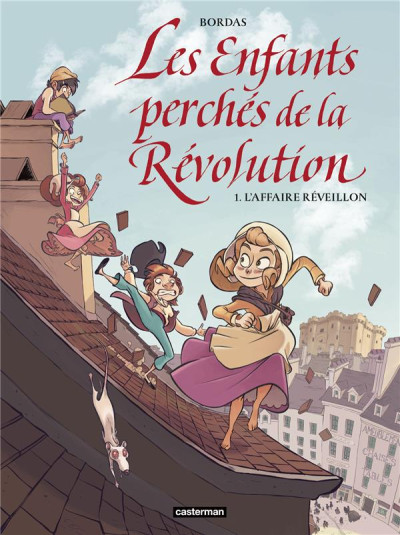 BORDAS
Les Enfants
perchés de la
Révolution
1. L'AFFAIRE RÉVEILLON
casterman